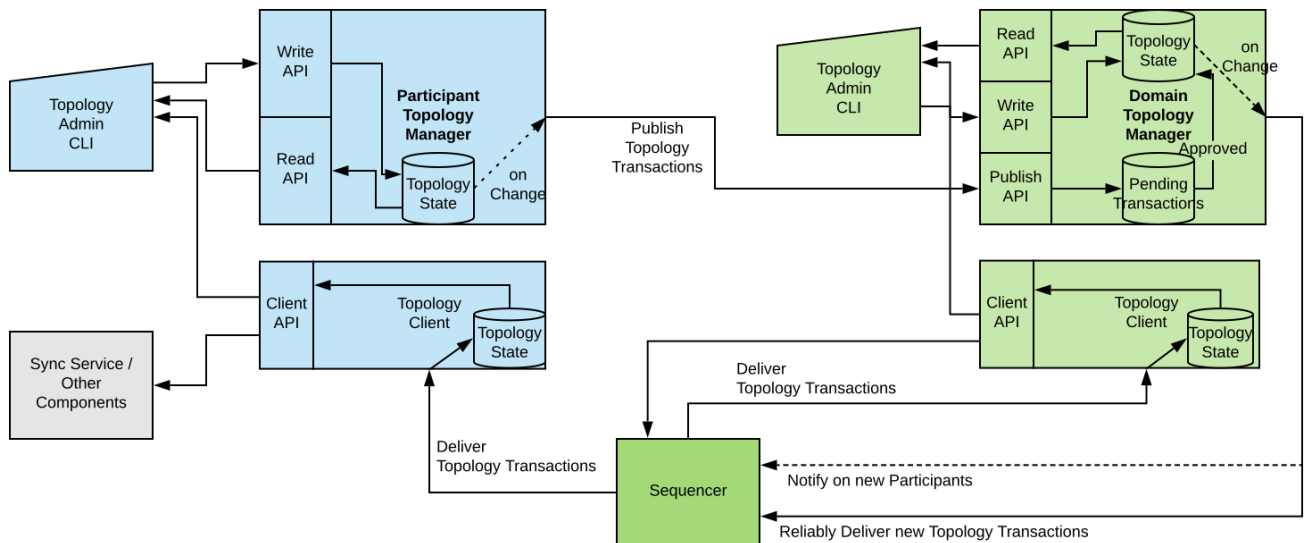 Write
API
Read
API
Participant
Topology
Manager
Topology
State
on
Change
Topology
Admin
CLI
Publish
Topology
Transactions
Topology
Admin
CLI
Read
API
Write
API
Publish
API
Topology
State
on
Change
Domain
Topology
Manager
Approved
Pending
Transactions
Client
API
Topology
Client
Topology
State
Sync Service /
Other
Components
Client
API
Topology
Client
Topology
State
Deliver
Topology Transactions
Deliver
Topology Transactions
Sequencer
Notify on new Participants
Reliably Deliver new Topology Transactions